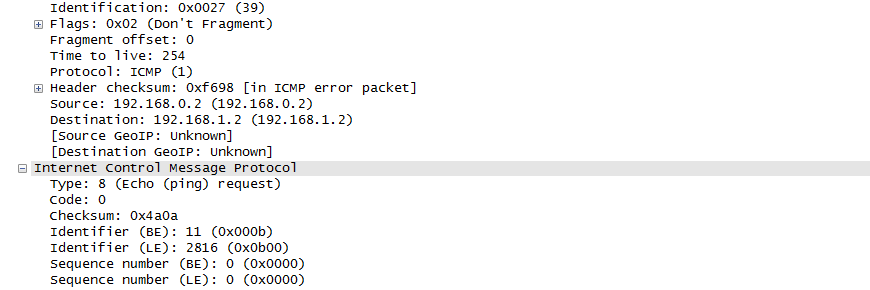 Identification: 0x0027 (39)
Flags: 0x02 (Don't Fragment)
Fragment offset: 0
Time to live: 254
Protocol: ICMP (1)
Header checksum: 0xf698 [in ICMP error packet]
Source: 192.168.0.2 (192.168.0.2)
Destination: 192.168.1.2 (192.168.1.2)
[Source GeoIP: Unknown]
[Destination GeoIP: Unknown]
Internet Control Message Protocol
Type: 8 (Echo (ping) request)
Code: 0
Checksum: 0x4a0a
Identifier (BE): 11 (0x000b)
Identifier (LE): 2816 (0x0b00)
Sequence number (BE): 0 (0x0000)
Sequence number (LE): 0 (0x0000)